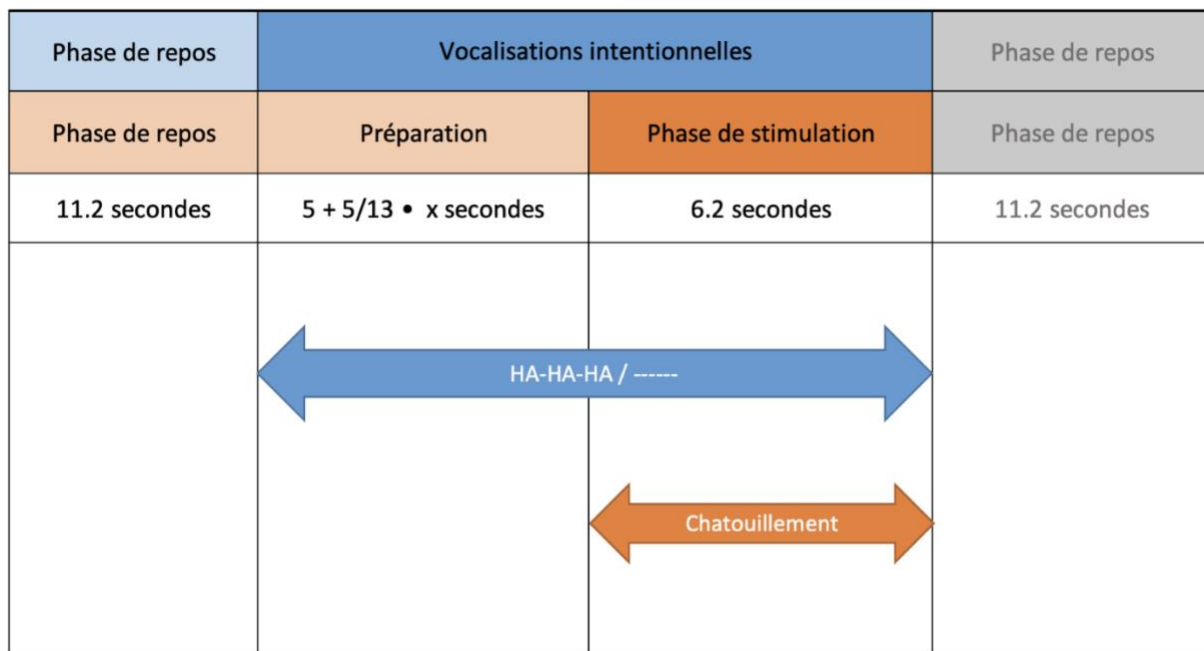 Phase de repos Vocalisations intentionnelles Phase de repos
Phase de repos Préparation Phase de stimulation Phase de repos
11.2 secondes 5 + 5/13 • x secondes 6.2 secondes 11.2 secondes
HA-HA-HA / ------
Chatouillement